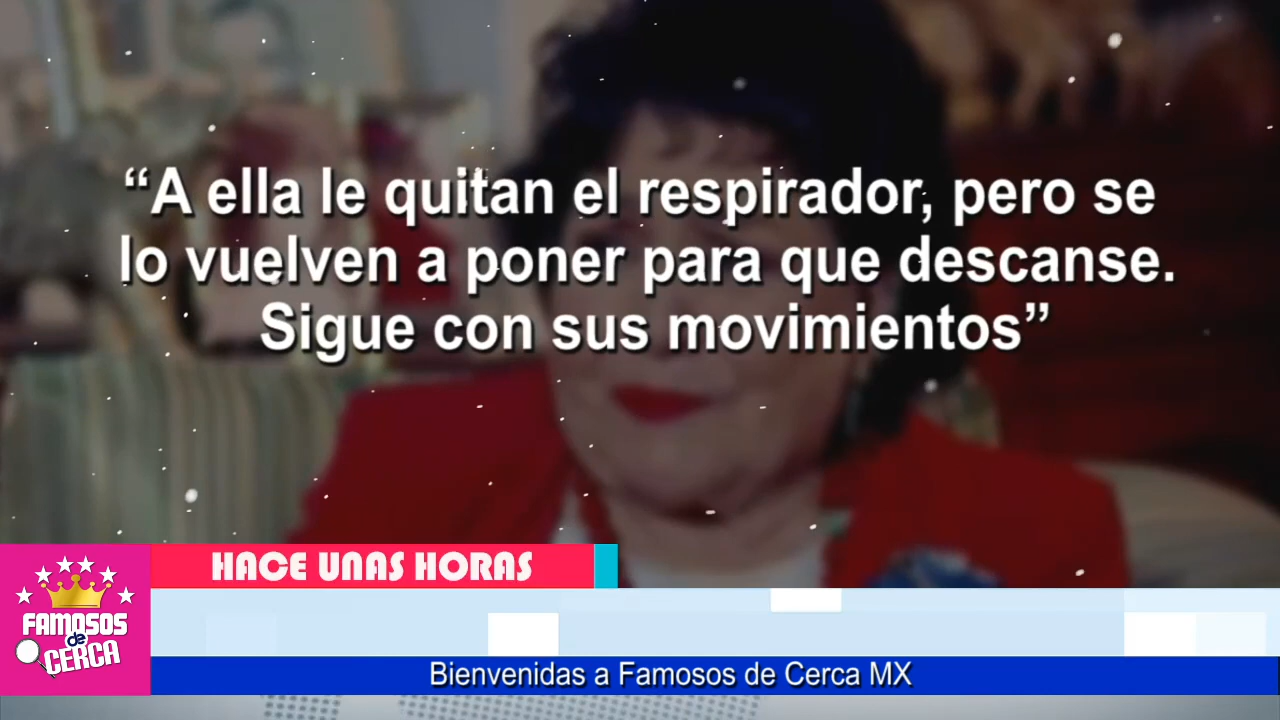 “A ella le quitan el respirador, pero se
lo vuelven a poner para que descanse.
Sigue con sus movimientos”
HACE UNAS HORAS
FAMOSOS
de
CERCA
Bienvenidas a Famosos de Cerca MX